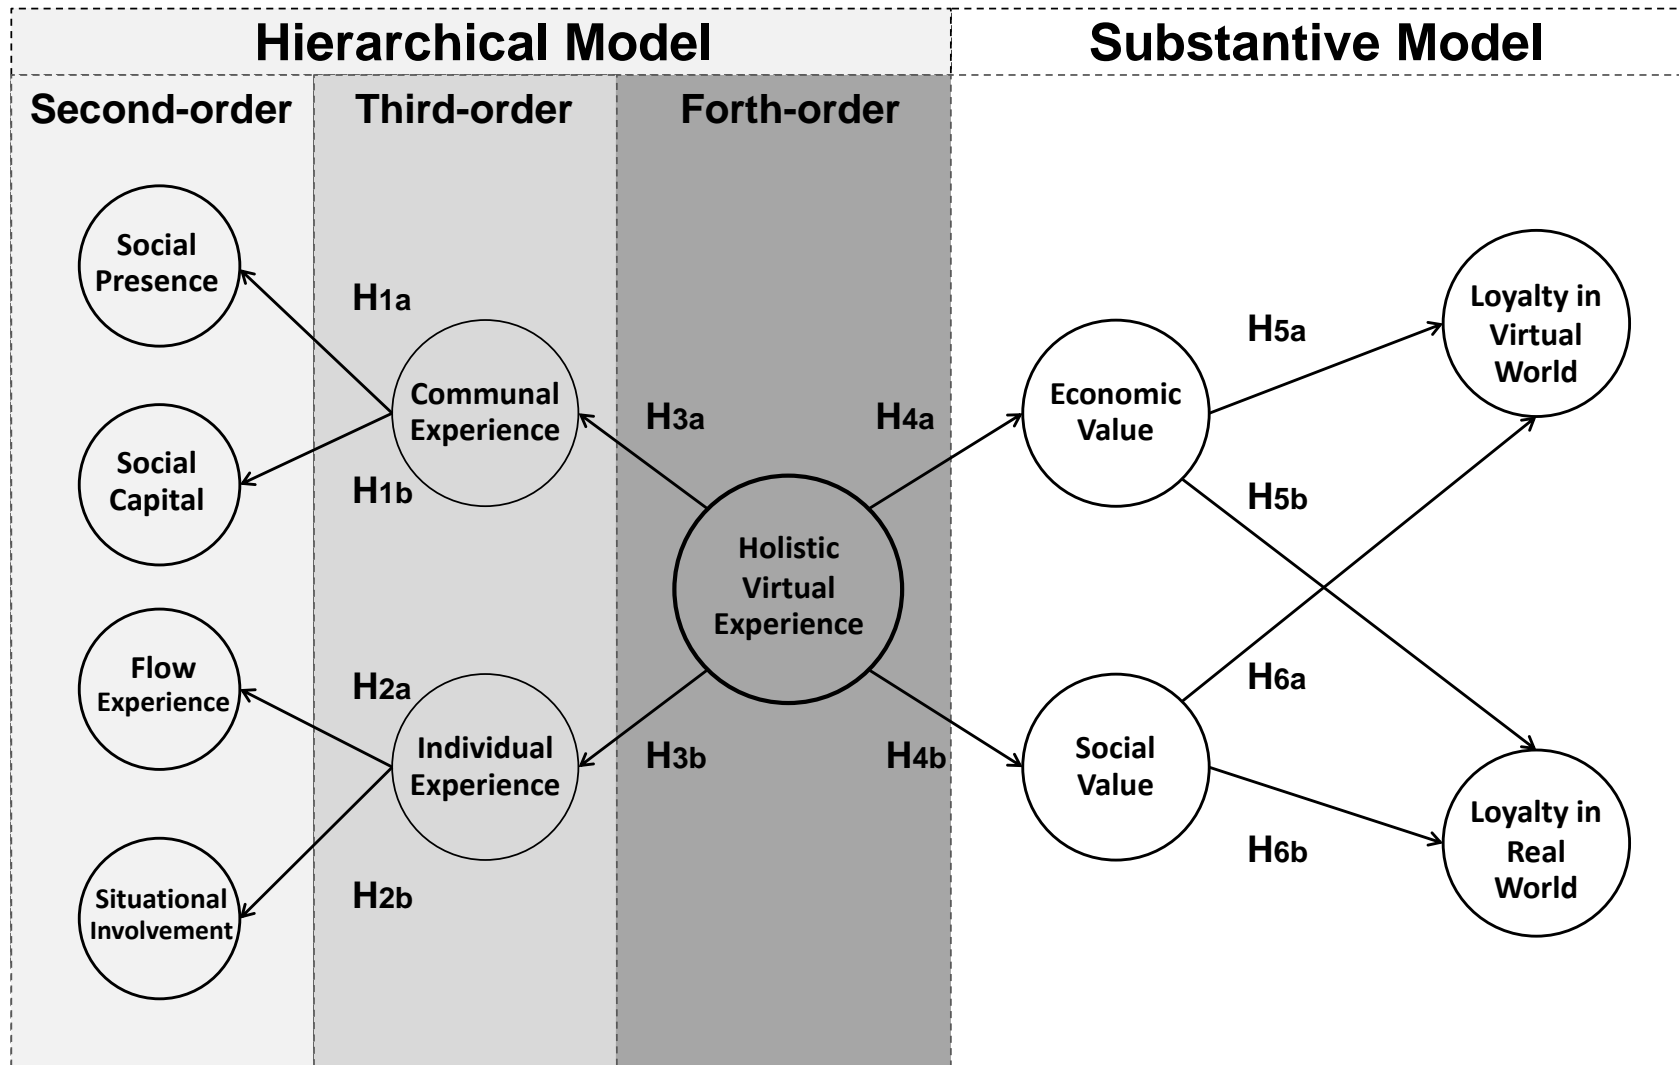 Hierarchical Model
Substantive Model
Second-order
Third-order
Forth-order
Social
Presence
Social
Capital
Flow
Experience
Situational
Involvement
H1a
H1b
H2a
H2b
Communal
Experience
Individual
Experience
H3a
H3b
Holistic
Virtual
Experience
H4a
H4b
Economic
Value
Social
Value
H5a
H5b
H6a
H6b
Loyalty in
Virtual
World
Loyalty in
Real
World